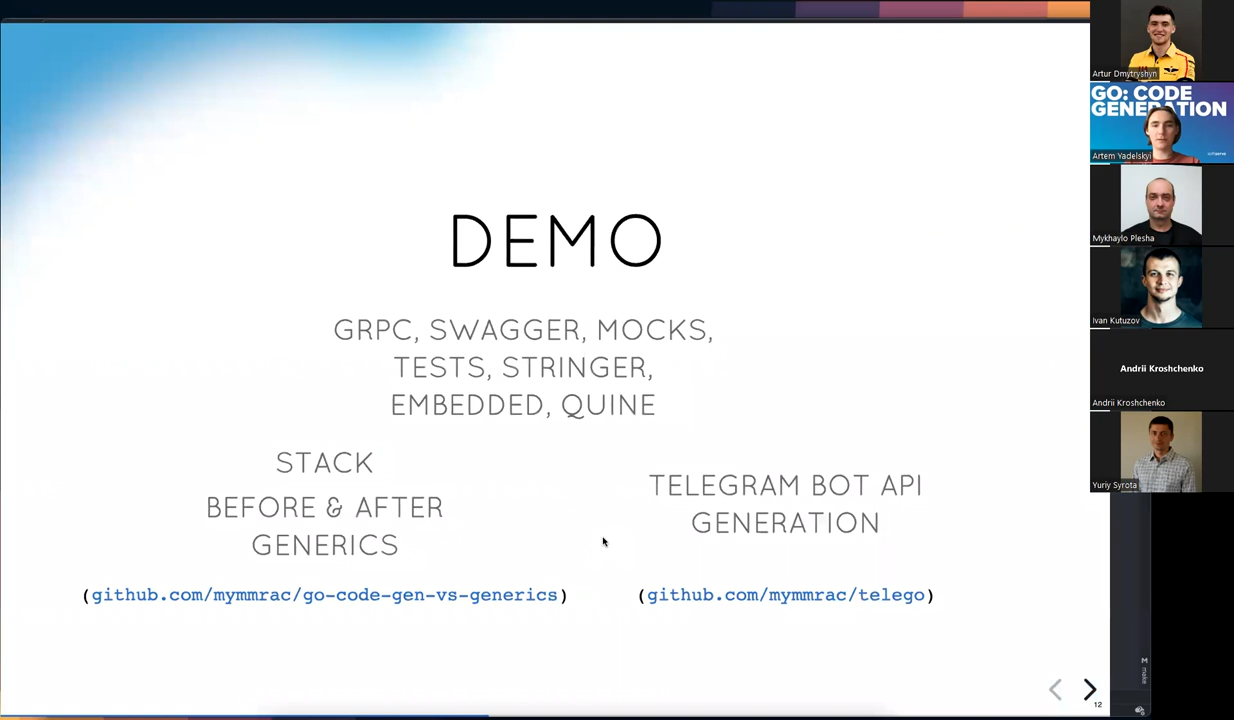 DEMO
GRPC, SWAGGER, MOCKS,
TESTS, STRINGER,
EMBEDDED, QUINE
STACK
BEFORE & AFTER
GENERICS
(github.com/mymmrac/go-code-gen-vs-generics)
TELEGRAM BOT API
GENERATION
(github.com/mymmrac/telego)
12
M make
Artur Dmytryshyn
GO: CODE
GENERATION
Artem Yadelskyi
Mykhaylo Plesha
Ivan Kutuzov
Andrii Kroshchenko
Andrii Kroshchenko
Yuriy Syrota